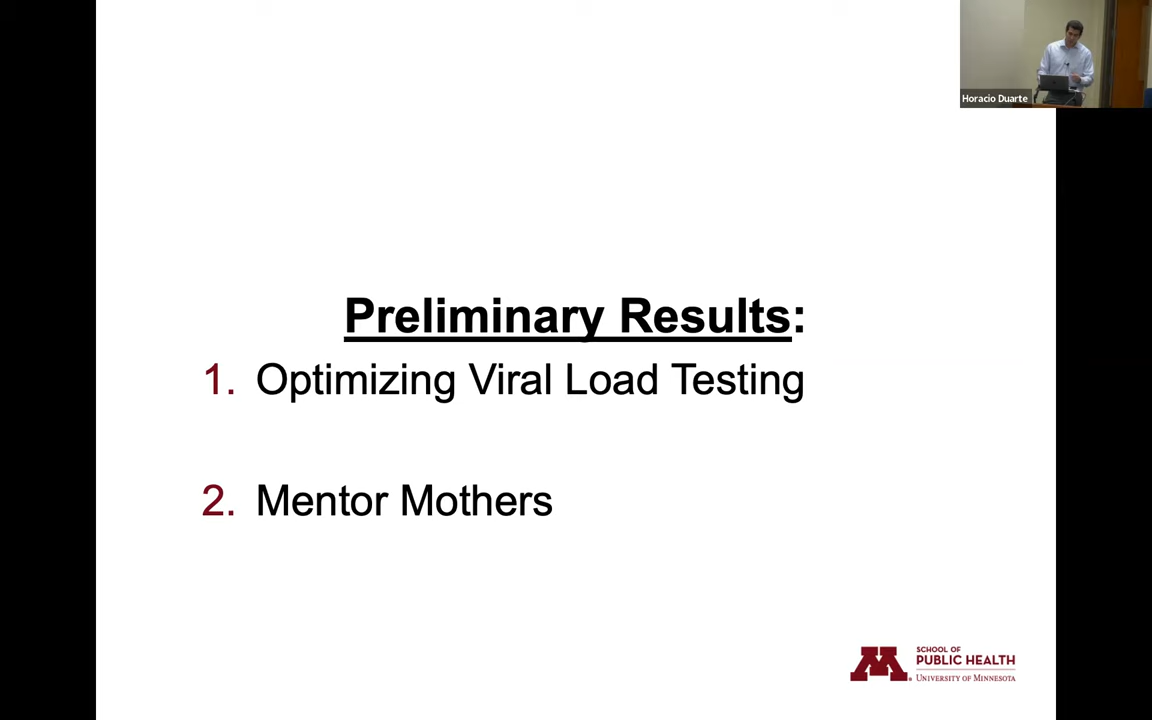 Horacio Duarte
Preliminary Results:
1. Optimizing Viral Load Testing
2. Mentor Mothers
M
SCHOOL OF
PUBLIC HEALTH
UNIVERSITY OF MINNESOTA